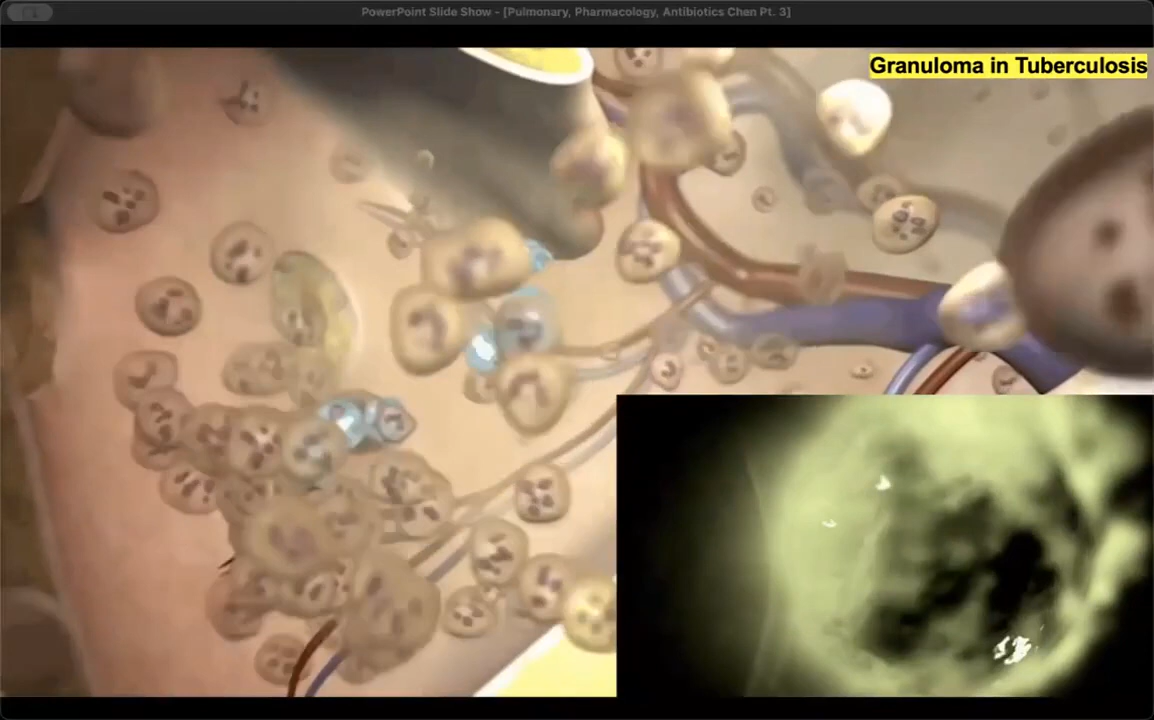 PowerPoint Slide Show - [Pulmonary, Pharmacology, Antibiotics Chen Pt. 3]
Granuloma in Tuberculosis